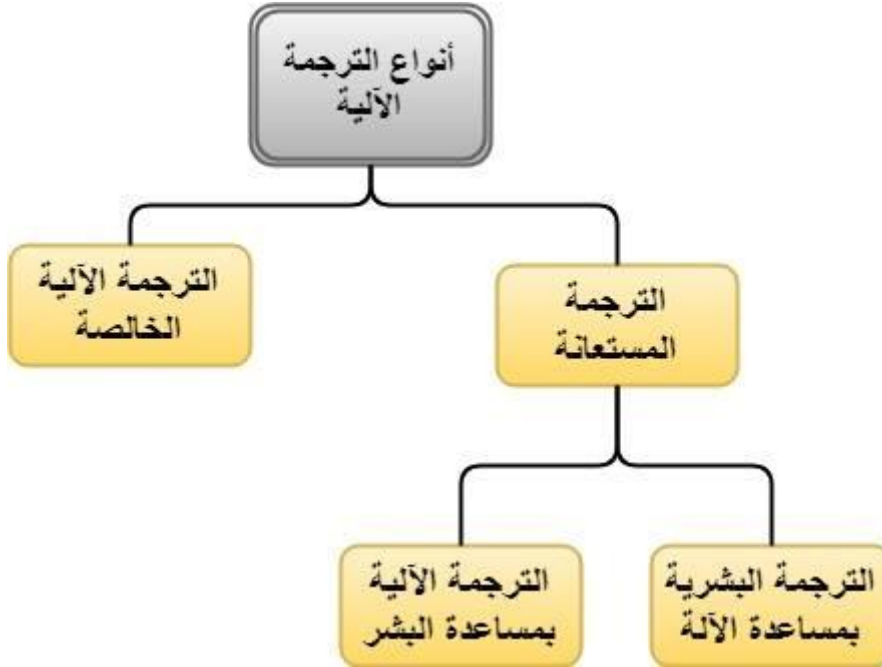 أنواع الترجمة
الآلية
الترجمة
المستعانة
الترجمة الآلية
الخالصة
الترجمة البشرية
بمساعدة الآلة
الترجمة الآلية
بمساعدة البشر